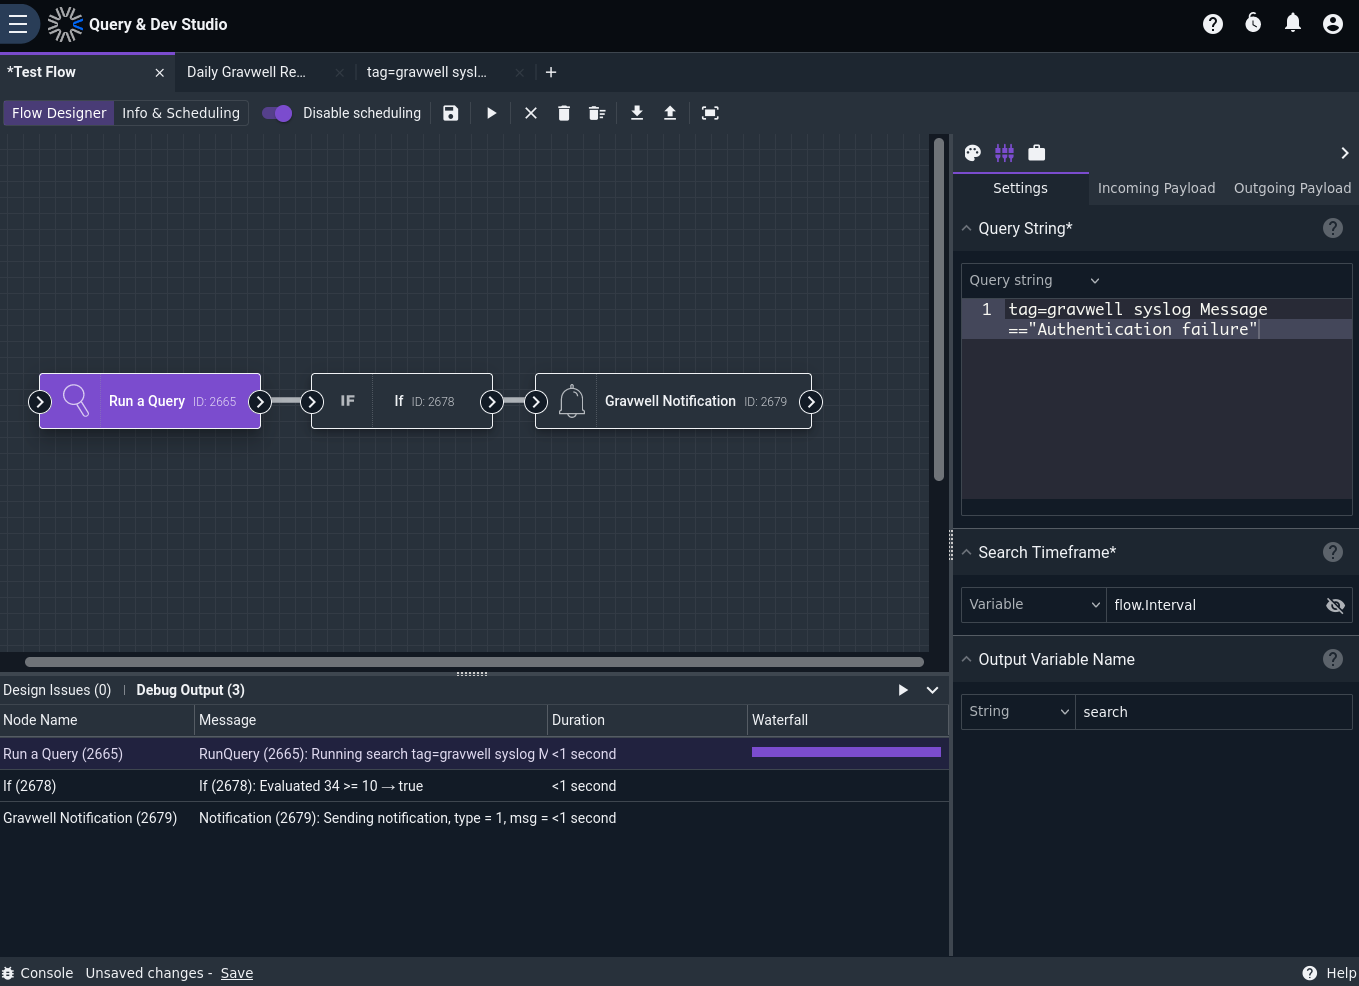 Query & Dev Studio
*Test Flow
Daily Gravwell Re...
tag=gravwell sysl...
Flow Designer
Info & Scheduling
Disable scheduling
Settings
Incoming Payload
Outgoing Payload
Query String*
Query string
1 tag=gravwell syslog Message
=="Authentication failure"
Run a Query ID: 2665
IF If ID: 2678
Gravwell Notification ID: 2679
Search Timeframe*
Variable flow.Interval
Output Variable Name
String search
Design Issues (0) Debug Output (3)
Node Name Message Duration Waterfall
Run a Query (2665) RunQuery (2665): Running search tag=gravwell syslog M <1 second
If (2678) If (2678): Evaluated 34 >= 10 → true <1 second
Gravwell Notification (2679) Notification (2679): Sending notification, type = 1, msg = <1 second
Console Unsaved changes - Save
Help